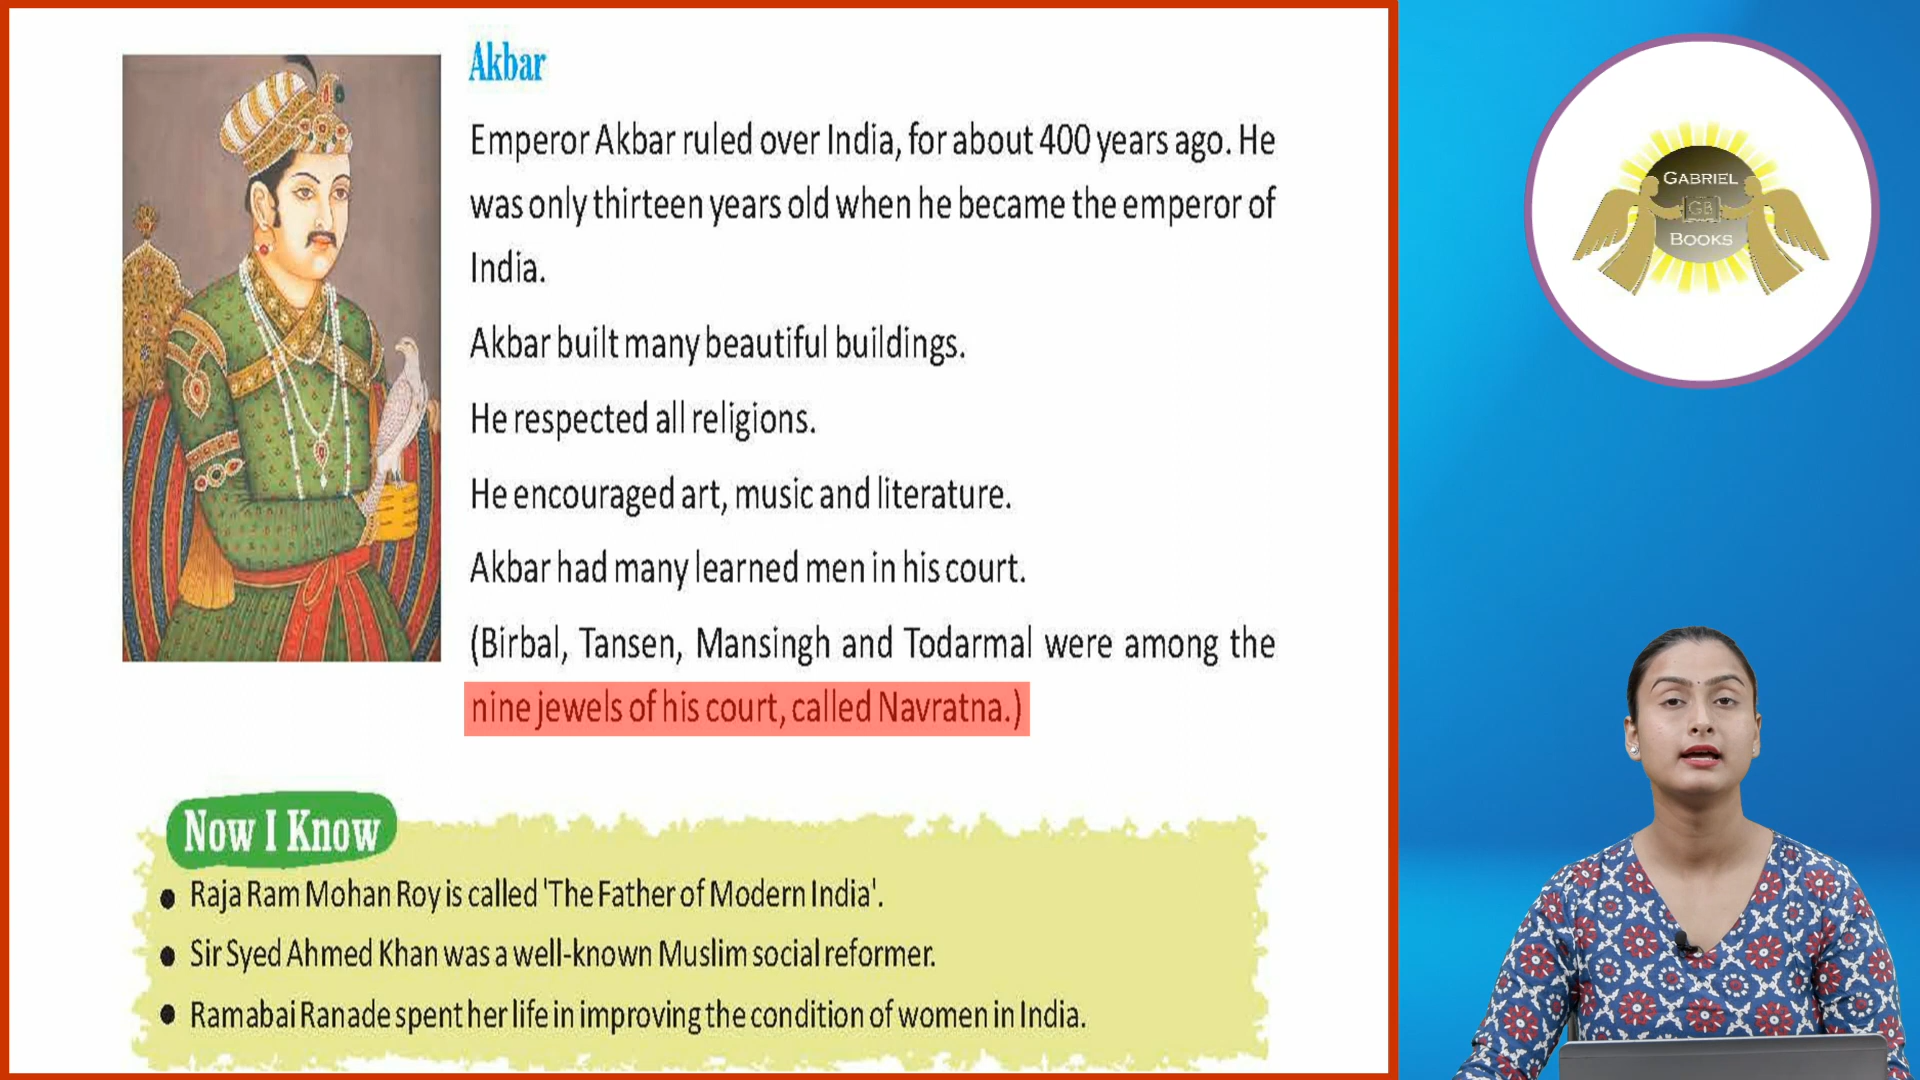 Akbar
Emperor Akbar ruled over India, for about 400 years ago. He
was only thirteen years old when he became the emperor of
India.
Akbar built many beautiful buildings.
He respected all religions.
He encouraged art, music and literature.
Akbar had many learned men in his court.
(Birbal, Tansen, Mansingh and Todarmal were among the
nine jewels of his court, called Navratna.)
Now I Know
● Raja Ram Mohan Roy is called 'The Father of Modern India'.
● Sir Syed Ahmed Khan was a well-known Muslim social reformer.
● Ramabai Ranade spent her life in improving the condition of women in India.
GABRIEL
GB
BOOKS